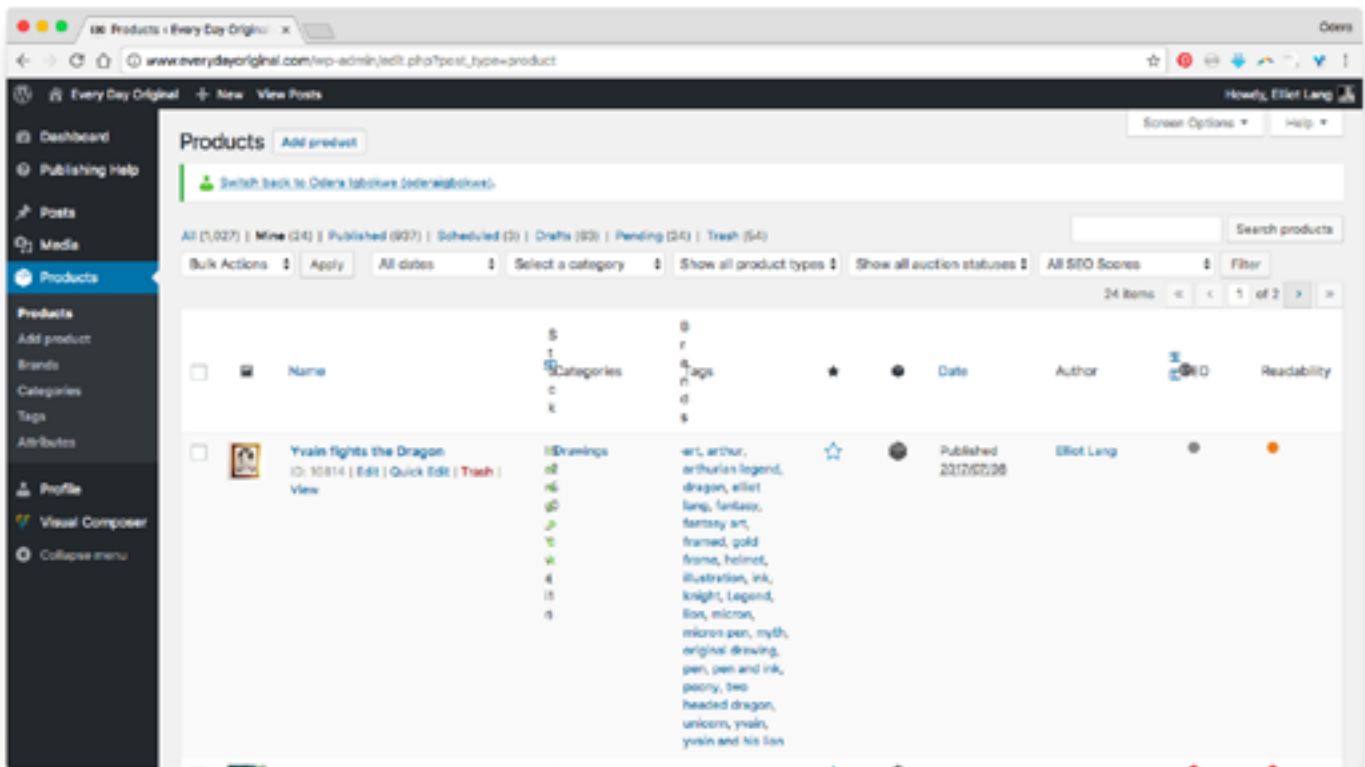 Products ‹ Every Day Original
Odera
www.everydayoriginal.com/wp-admin/edit.php?post_type=product
Every Day Original + New View Posts
Howdy, Elliot Lang
Screen Options Help
Dashboard
Publishing Help
Posts
Media
Products
Products
Add product
Brands
Categories
Tags
Attributes
Profile
Visual Composer
Collapse menu
Products Add product
Switch back to Odera Igbokwe (oderaigbokwe).
All (1,027) | Mine (24) | Published (937) | Scheduled (3) | Drafts (93) | Pending (24) | Trash (54)
Search products
Bulk Actions Apply All dates Select a category Show all product types Show all auction statuses All SEO Scores Filter
24 items « ‹ 1 of 2 › »
Name Stock Categories Brands Tags Date Author SEO Readability
Yvain fights the Dragon
ID: 10814 | Edit | Quick Edit | Trash |
View
Drawings
art, arthur,
arthurian legend,
dragon, elliot
lang, fantasy,
fantasy art,
framed, gold
frame, helmet,
illustration, ink,
knight, Legend,
lion, micron,
micron pen, myth,
original drawing,
pen, pen and ink,
peony, two
headed dragon,
unicorn, yvain,
yvain and his lion
Published
2017/07/08
Elliot Lang